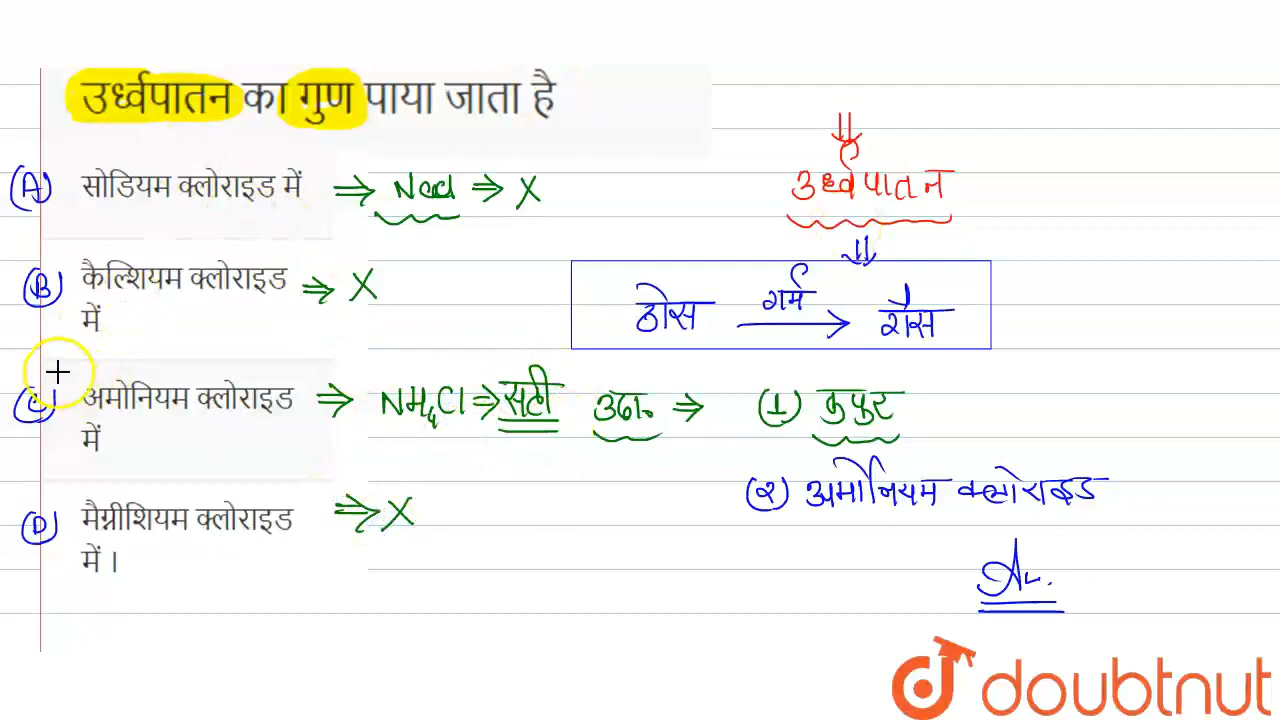 उर्ध्वपातन का गुण पाया जाता है
(A) सोडियम क्लोराइड में ⇒ NaCl ⇒ X
(B) कैल्शियम क्लोराइड ⇒ X
में
(C) अमोनियम क्लोराइड ⇒ NH4Cl ⇒ सही
में
(D) मैग्नीशियम क्लोराइड ⇒ X
में ।
⇓
उर्ध्वपातन
⇓
ठोस गर्म → गैस
उदा. ⇒ (1) कपूर
(२) अमोनियम क्लोराइड
doubtnut